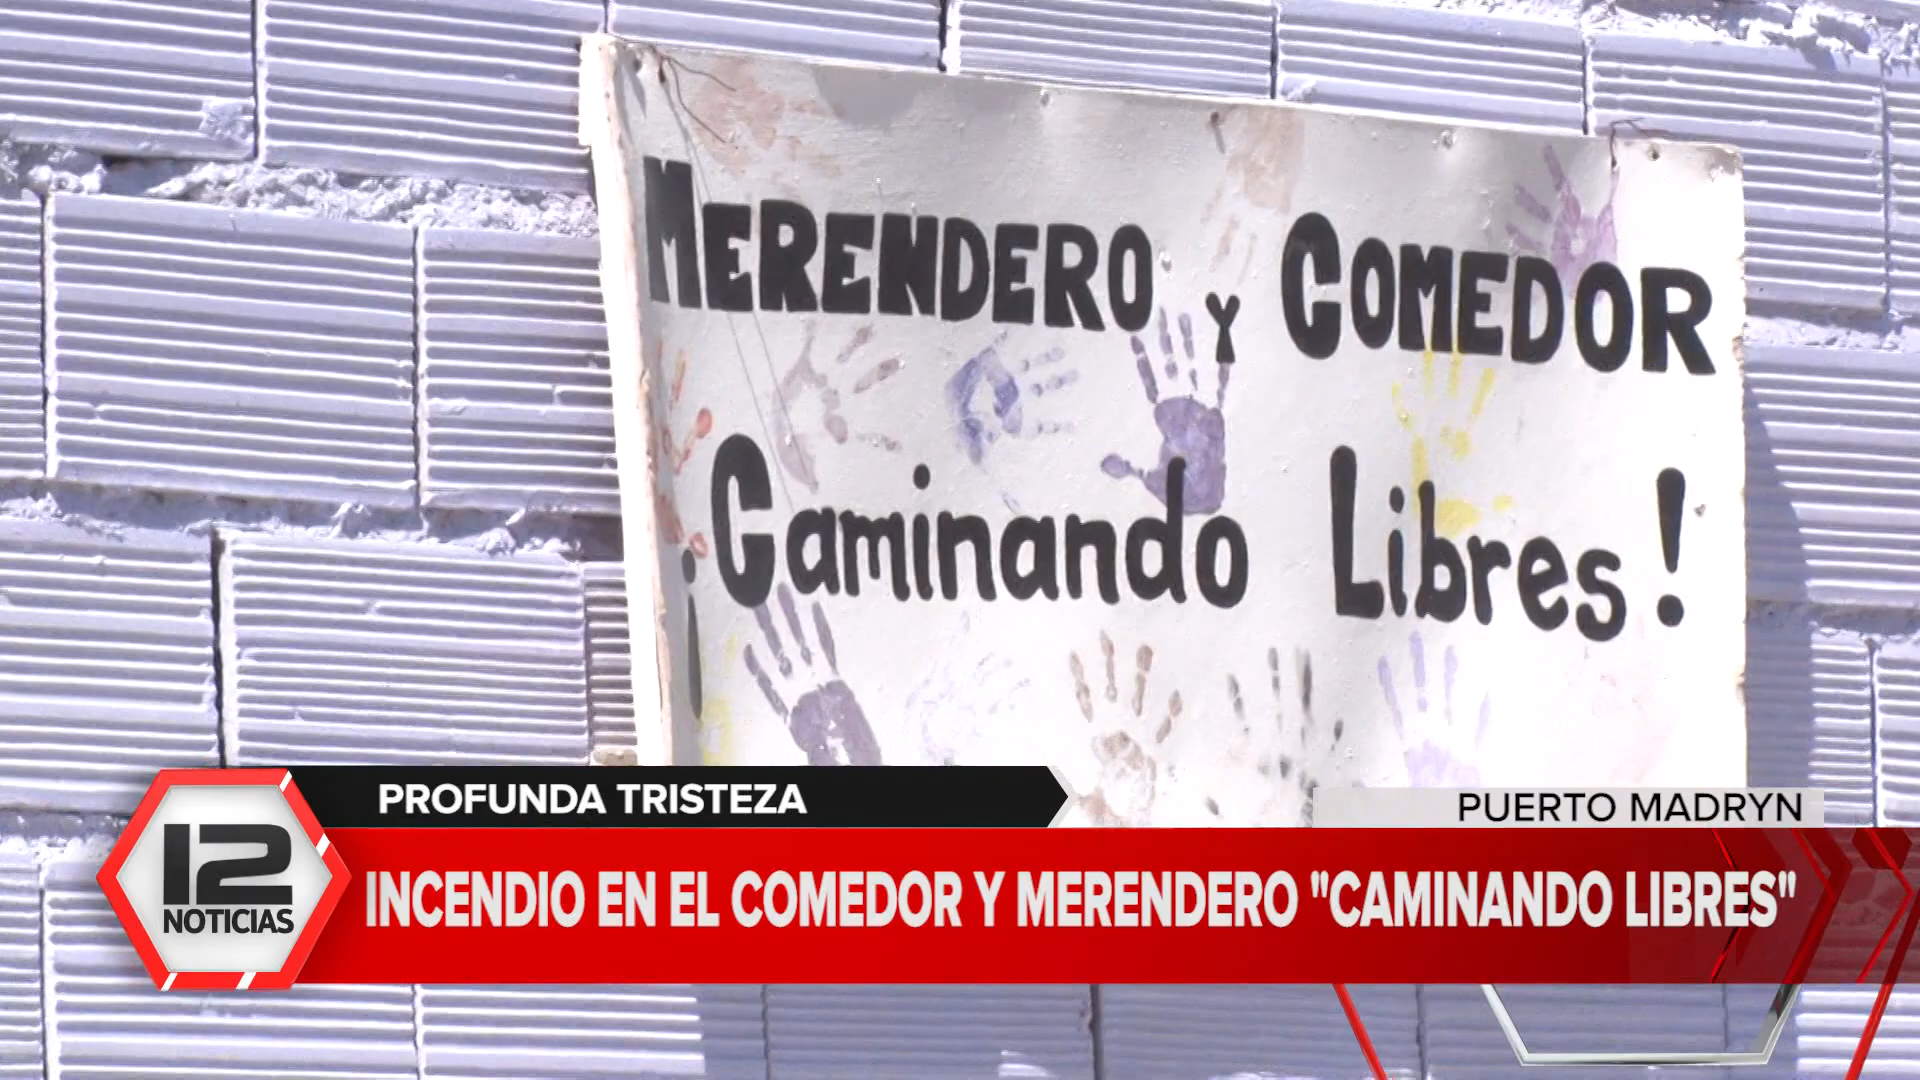 MERENDERO Y COMEDOR
¡Caminando Libres!
PROFUNDA TRISTEZA
PUERTO MADRYN
12
NOTICIAS
INCENDIO EN EL COMEDOR Y MERENDERO "CAMINANDO LIBRES"